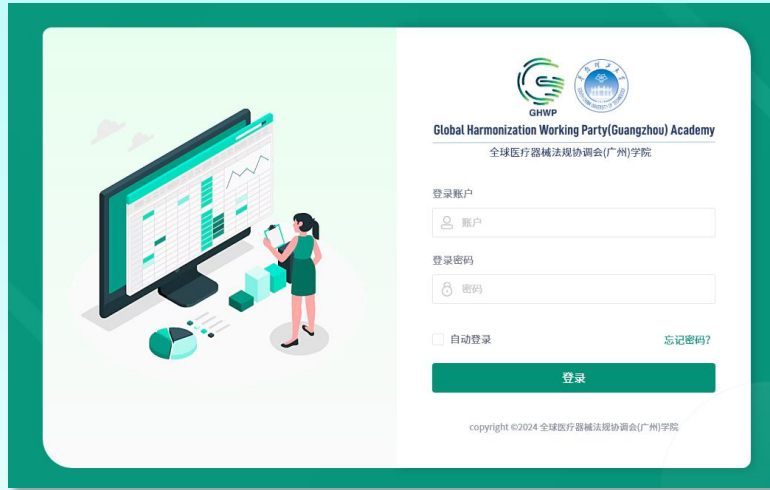 GHWP
Global Harmonization Working Party(Guangzhou) Academy
全球医疗器械法规协调会(广州)学院
登录账户
账户
登录密码
密码
自动登录
忘记密码?
登录
copyright ©2024 全球医疗器械法规协调会(广州)学院